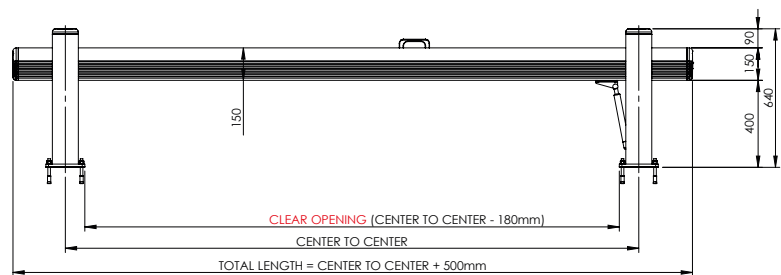 90
150
150
640
400
CLEAR OPENING (CENTER TO CENTER - 180mm)
CENTER TO CENTER
TOTAL LENGTH = CENTER TO CENTER + 500mm